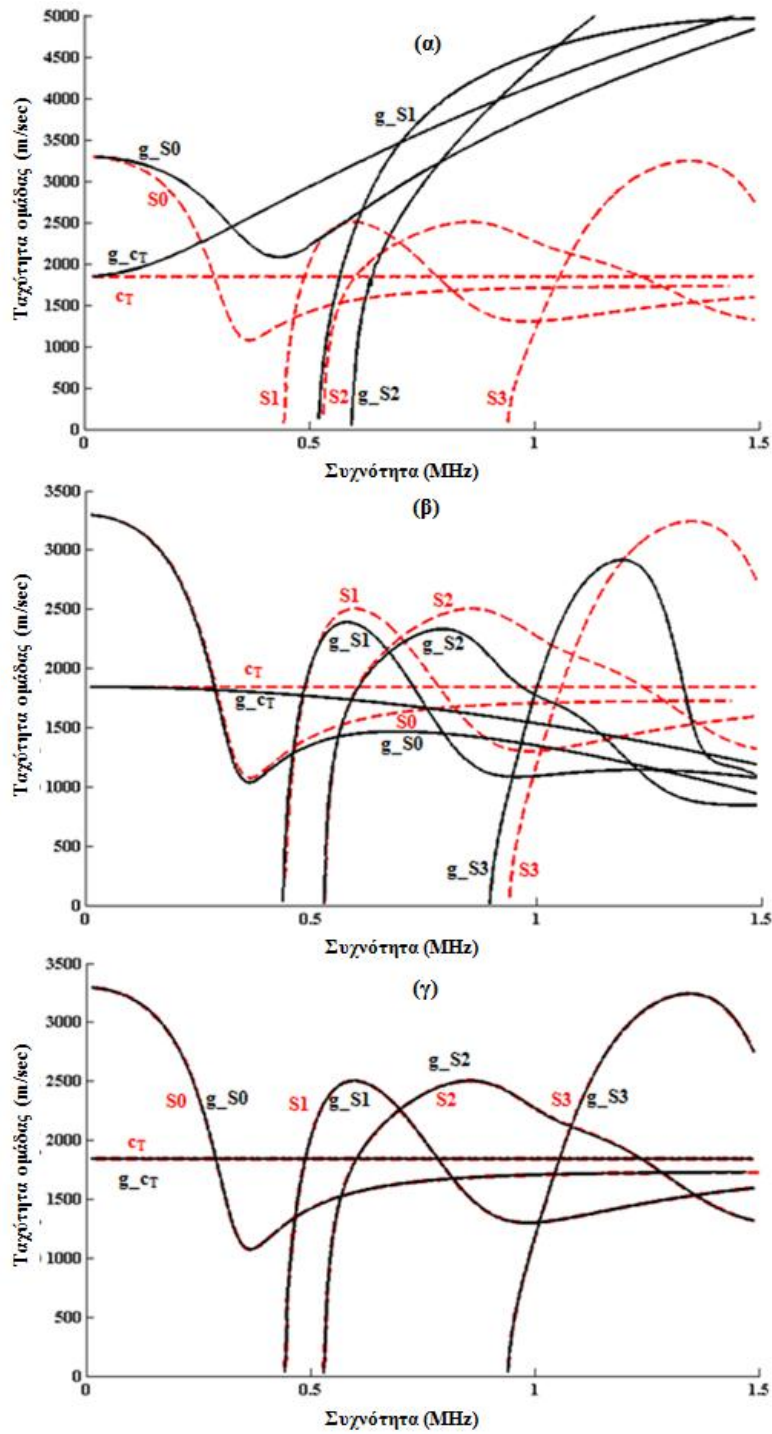 (α)
5000
4500
4000
3500
3000
2500
2000
1500
1000
500
0
Ταχύτητα ομάδας (m/sec)
g_S0
S0
g_cT
cT
g_S1
S1
S2
g_S2
S3
0
0.5
1
1.5
Συχνότητα (MHz)
(β)
3500
3000
2500
2000
1500
1000
500
0
Ταχύτητα ομάδας (m/sec)
S1
S2
g_S1
g_S2
cT
g_cT
S0
g_S0
g_S3
S3
0
0.5
1
1.5
Συχνότητα (MHz)
(γ)
3500
3000
2500
2000
1500
1000
500
0
Ταχύτητα ομάδας (m/sec)
g_S2
S0
g_S0
S1
g_S1
S2
S3
g_S3
cT
g_cT
0
0.5
1
1.5
Συχνότητα (MHz)